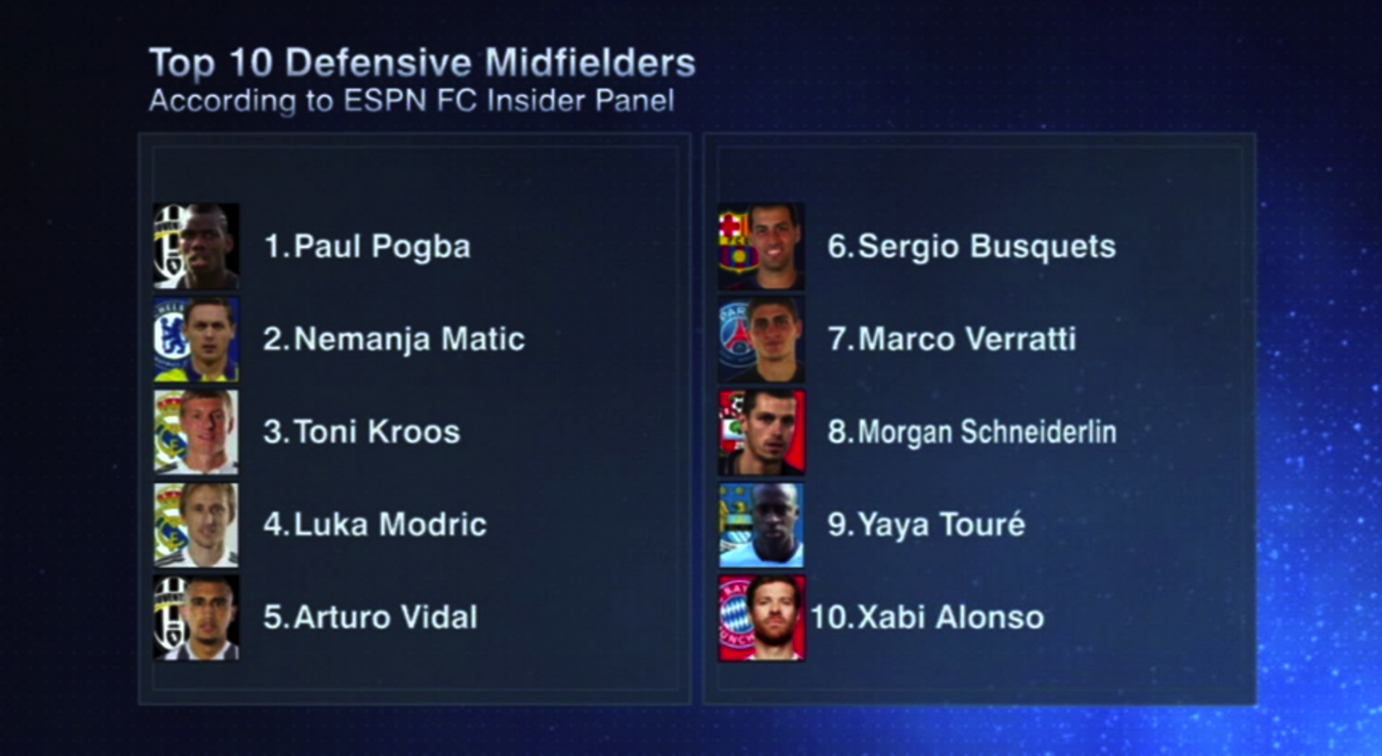 Top 10 Defensive Midfielders
According to ESPN FC Insider Panel
1.Paul Pogba
2.Nemanja Matic
3.Toni Kroos
4.Luka Modric
5.Arturo Vidal
6.Sergio Busquets
7.Marco Verratti
8.Morgan Schneiderlin
9.Yaya Touré
10.Xabi Alonso